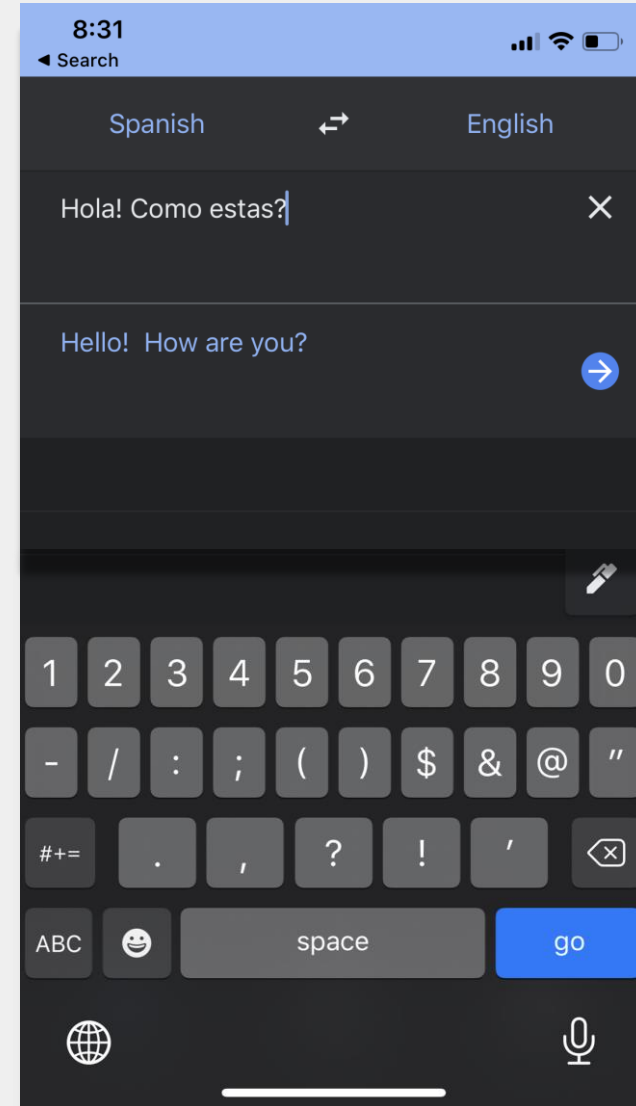 8:31
◄ Search
Spanish English
Hola! Como estas?
Hello!  How are you?
1 2 3 4 5 6 7 8 9 0
- / : ; ( ) $ & @ "
#+= . , ? ! '
ABC space go